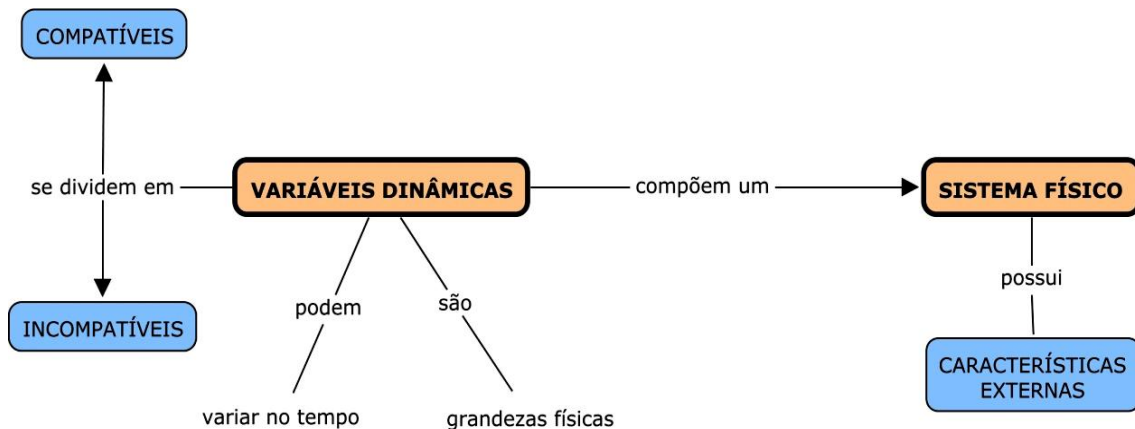 COMPATÍVEIS
se dividem em
VARIÁVEIS DINÂMICAS
compõem um
SISTEMA FÍSICO
INCOMPATÍVEIS
podem
são
possui
variar no tempo
grandezas físicas
CARACTERÍSTICAS
EXTERNAS